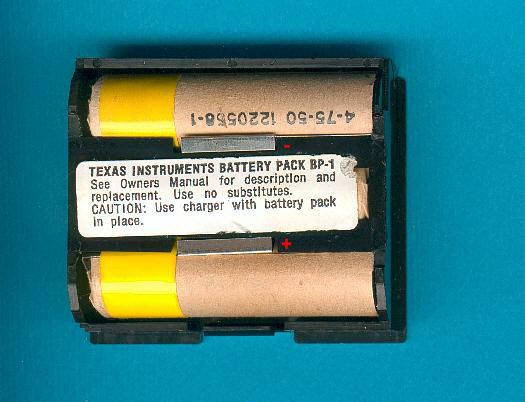 4-75-50 1220558-1
-
TEXAS INSTRUMENTS BATTERY PACK BP-1
See Owners Manual for description and
replacement. Use no substitutes.
CAUTION: Use charger with battery pack
in place.
+